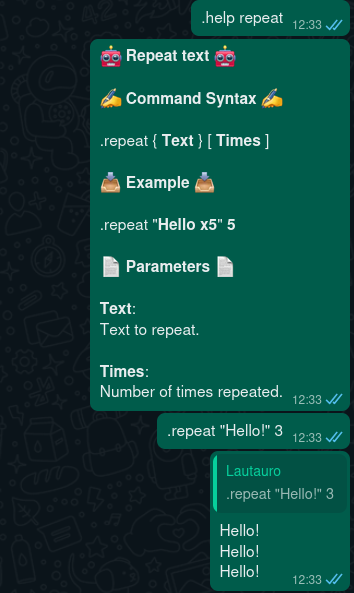 .help repeat
12:33
🤖 Repeat text 🤖
✍️ Command Syntax ✍️
.repeat { Text } [ Times ]
📥 Example 📥
.repeat "Hello x5" 5
📄 Parameters 📄
Text:
Text to repeat.
Times:
Number of times repeated.
12:33
.repeat "Hello!" 3
12:33
Lautauro
.repeat "Hello!" 3
Hello!
Hello!
Hello!
12:33